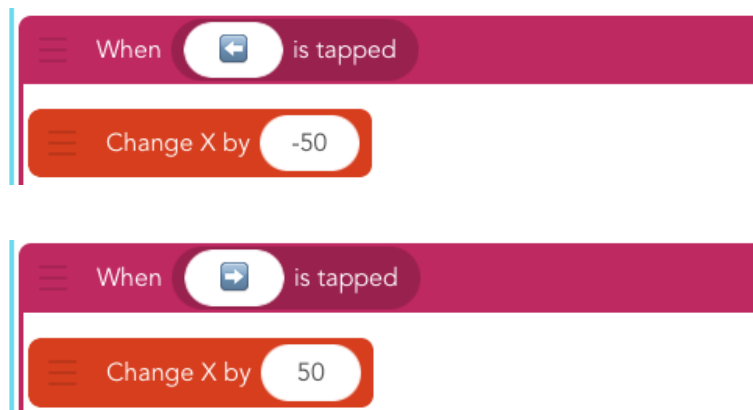 When ⬅️ is tapped
Change X by -50
When ➡️ is tapped
Change X by 50